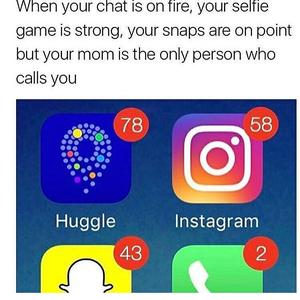 When your chat is on fire, your selfie
game is strong, your snaps are on point
but your mom is the only person who
calls you
78
58
Huggle
Instagram
43
2